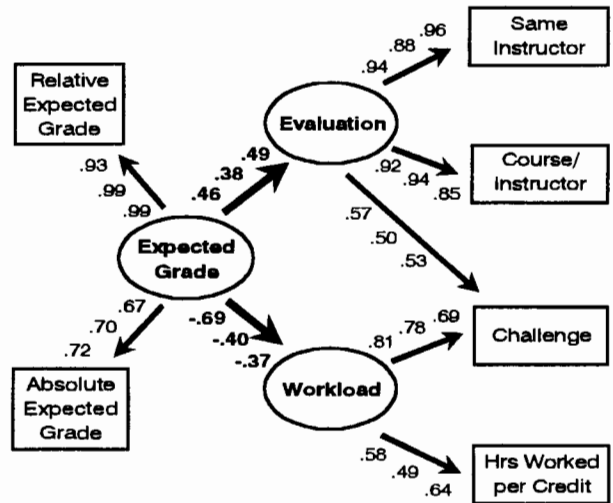 Same
Instructor
.94 .88 .96
Relative
Expected
Grade
Evaluation
.93
.99
.99
.46 .38 .49
.92 .94 .85
Course/
Instructor
.57
.50
.53
Expected
Grade
.67
.70
.72
-.69
-.40
-.37
.81 .78 .69
Challenge
Absolute
Expected
Grade
Workload
.58
.49
.64
Hrs Worked
per Credit